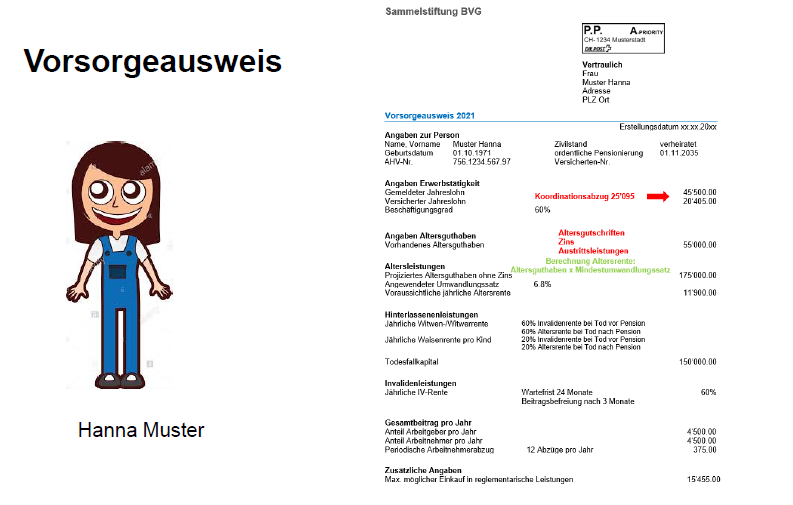 Vorsorgeausweis
Hanna Muster
Sammelstiftung BVG
P.P. A-PRIORITY
CH-1234 Musterstadt
DIE POST
Vertraulich
Frau
Muster Hanna
Adresse
PLZ Ort
Vorsorgeausweis 2021
Erstellungsdatum xx.xx.20xx
Angaben zur Person
Name, Vorname Muster Hanna Zivilstand verheiratet
Geburtsdatum 01.10.1971 ordentliche Pensionierung 01.11.2035
AHV-Nr. 756.1234.567.97 Versicherten-Nr.
Angaben Erwerbstätigkeit
Gemeldeter Jahreslohn Koordinationsabzug 25'095 45'500.00
Versicherter Jahreslohn 20'405.00
Beschäftigungsgrad 60%
Angaben Altersguthaben Altersgutschriften
Zins
Vorhandenes Altersguthaben Austrittsleistungen 55'000.00
Berechnung Altersrente:
Altersleistungen Altersguthaben x Mindestumwandlungssatz
Projiziertes Altersguthaben ohne Zins 175'000.00
Angewendeter Umwandlungssatz 6.8%
Voraussichtliche jährliche Altersrente 11'900.00
Hinterlassenenleistungen
Jährliche Witwen-/Witwerrente 60% Invalidenrente bei Tod vor Pension
60% Altersrente bei Tod nach Pension
Jährliche Waisenrente pro Kind 20% Invalidenrente bei Tod vor Pension
20% Altersrente bei Tod nach Pension
Todesfallkapital 150'000.00
Invalidenleistungen
Jährliche IV-Rente Wartefrist 24 Monate 60%
Beitragsbefreiung nach 3 Monate
Gesamtbeitrag pro Jahr
Anteil Arbeitgeber pro Jahr 4'500.00
Anteil Arbeitnehmer pro Jahr 4'500.00
Periodische Arbeitnehmerabzug 12 Abzüge pro Jahr 375.00
Zusätzliche Angaben
Max. möglicher Einkauf in reglementarische Leistungen 15'455.00